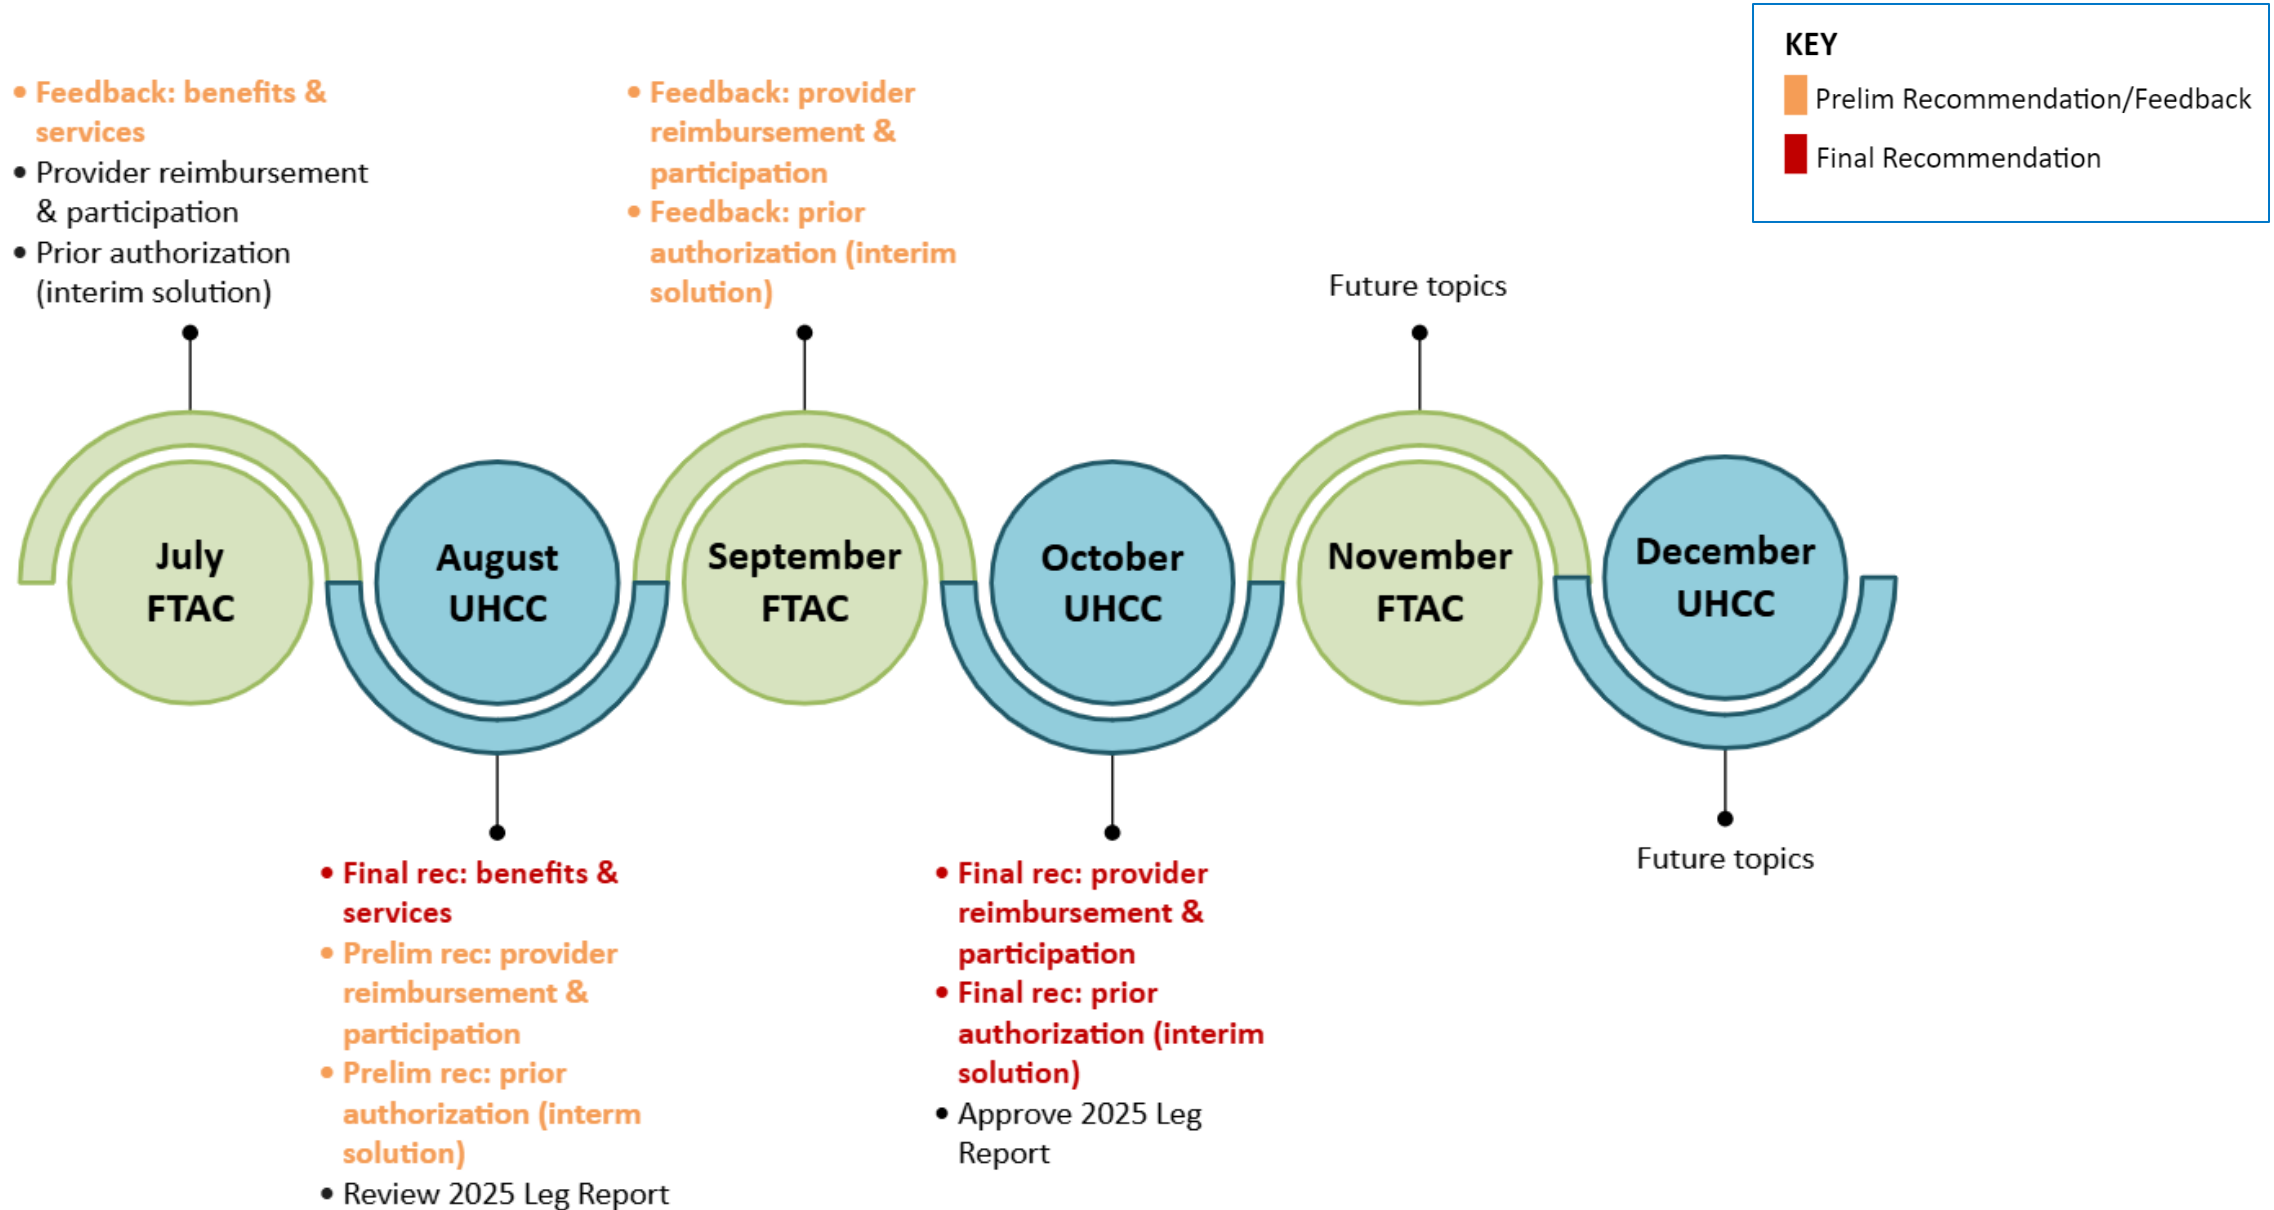 KEY
Prelim Recommendation/Feedback
Final Recommendation
• Feedback: benefits &
services
• Provider reimbursement
& participation
• Prior authorization
(interim solution)
• Feedback: provider
reimbursement &
participation
• Feedback: prior
authorization (interim
solution)
Future topics
July
FTAC
August
UHCC
September
FTAC
October
UHCC
November
FTAC
December
UHCC
• Final rec: benefits &
services
• Prelim rec: provider
reimbursement &
participation
• Prelim rec: prior
authorization (interm
solution)
• Review 2025 Leg Report
• Final rec: provider
reimbursement &
participation
• Final rec: prior
authorization (interim
solution)
• Approve 2025 Leg
Report
Future topics